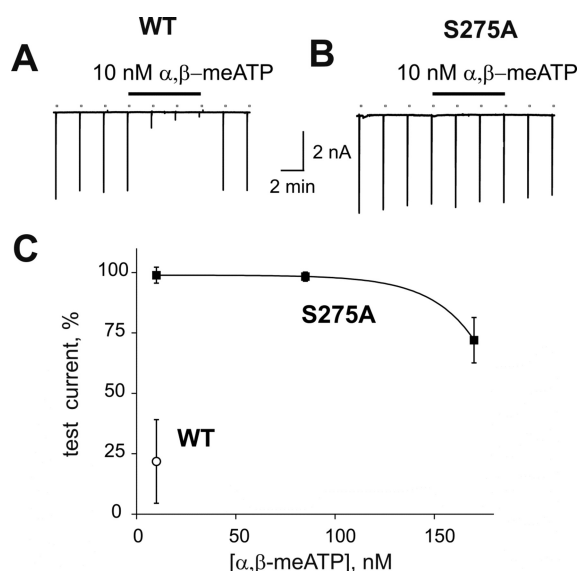 WT
S275A
A
B
10 nM α,β–meATP
10 nM α,β–meATP
2 nA
2 min
C
100
75
50
25
0
test current, %
S275A
WT
0
50
100
150
[α,β-meATP], nM